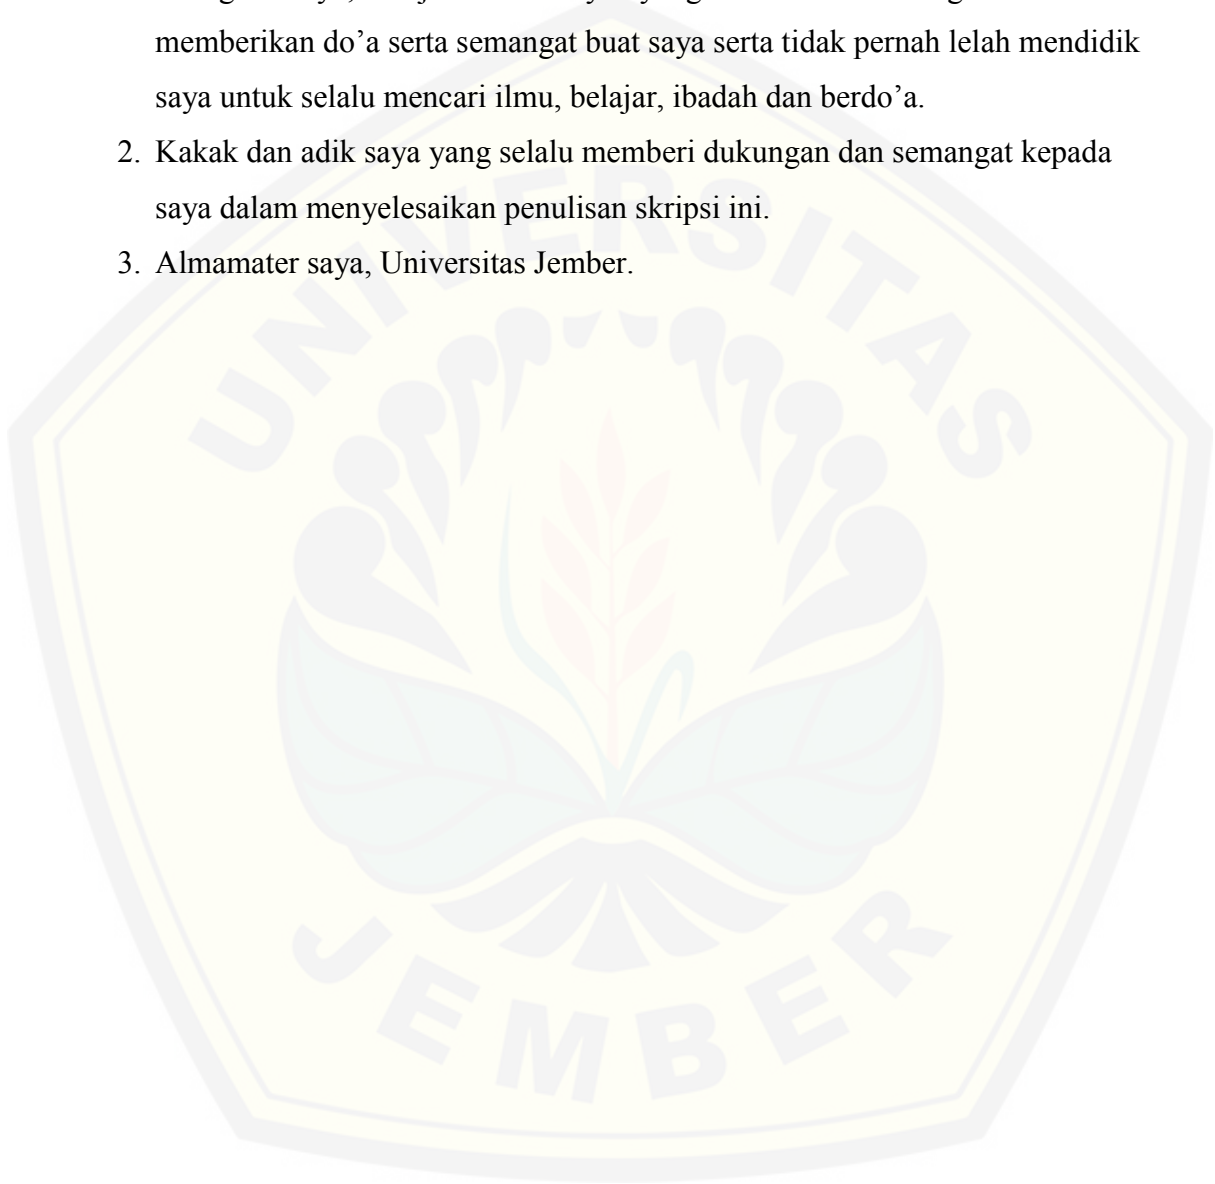 memberikan do’a serta semangat buat saya serta tidak pernah lelah mendidik
saya untuk selalu mencari ilmu, belajar, ibadah dan berdo’a.
2. Kakak dan adik saya yang selalu memberi dukungan dan semangat kepada
saya dalam menyelesaikan penulisan skripsi ini.
3. Almamater saya, Universitas Jember.
UNIVERSITAS
JEMBER